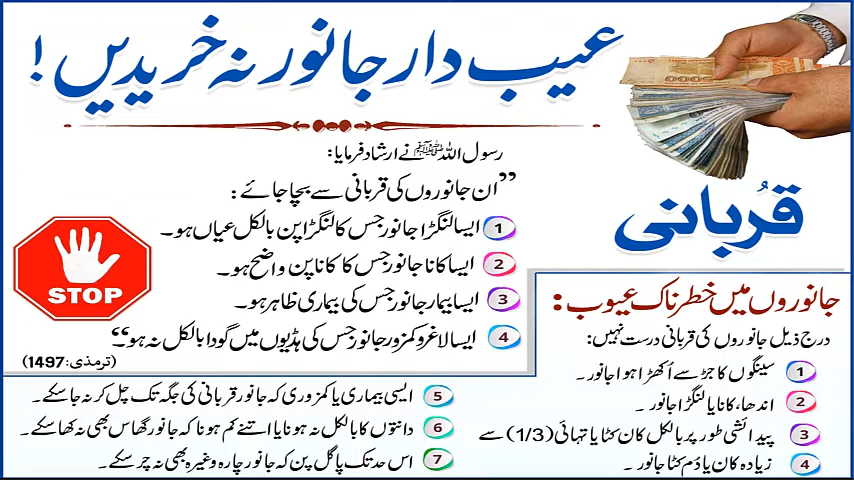 عیب دار جانور نہ خریدیں!
قُربانی
رسول اللہ ﷺ نے ارشاد فرمایا:
”ان جانوروں کی قربانی سے بچا جائے:
1 ایسا لنگڑا جانور جس کا لنگڑا پن بالکل عیاں ہو۔
2 ایسا کانا جانور جس کا کانا پن واضح ہو۔
3 ایسا بیمار جانور جس کی بیماری ظاہر ہو۔
4 ایسا لاغر و کمزور جانور جس کی ہڈیوں میں گودا بالکل نہ ہو“۔
(ترمذی: 1497)
STOP
جانوروں میں خطرناک عیوب:
درج ذیل جانوروں کی قربانی درست نہیں:
1 سینگوں کا جڑ سے اُکھڑا ہوا جانور۔
2 اندھا، کانا یا لنگڑا جانور۔
3 پیدائشی طور پر بالکل کان کٹا یا تہائی (1/3) سے
4 زیادہ کان یا دُم کٹا جانور۔
5 ایسی بیماری یا کمزوری کہ جانور قربانی کی جگہ تک چل کر نہ جا سکے۔
6 دانتوں کا بالکل نہ ہونا یا اتنے کم ہونا کہ جانور گھاس بھی نہ کھا سکے۔
7 اس حد تک پاگل پن کہ جانور چارہ وغیرہ بھی نہ چر سکے۔